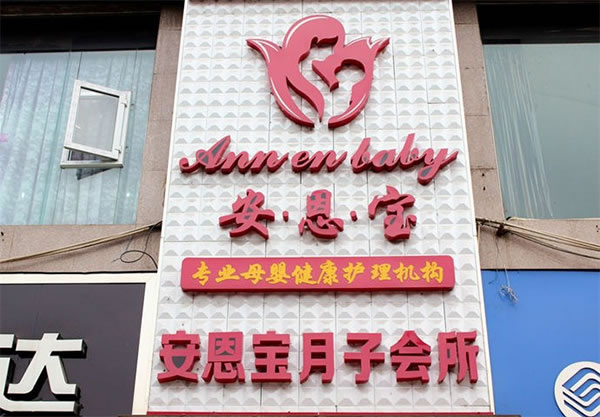 Ann en baby
安·恩·宝
专业母婴健康护理机构
安恩宝月子会所
达